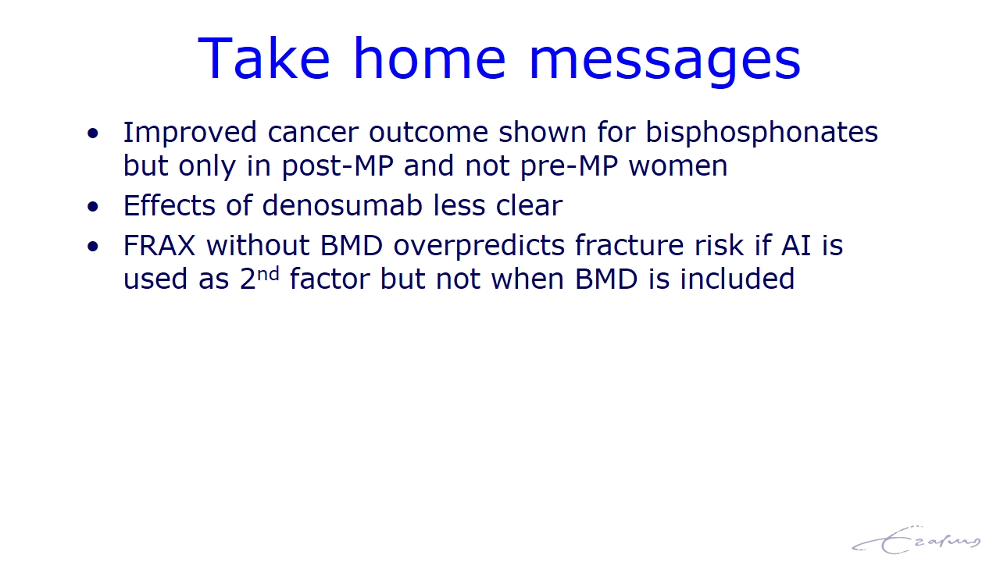 Take home messages
• Improved cancer outcome shown for bisphosphonates
but only in post-MP and not pre-MP women
• Effects of denosumab less clear
• FRAX without BMD overpredicts fracture risk if AI is
used as 2nd factor but not when BMD is included
Erasmus